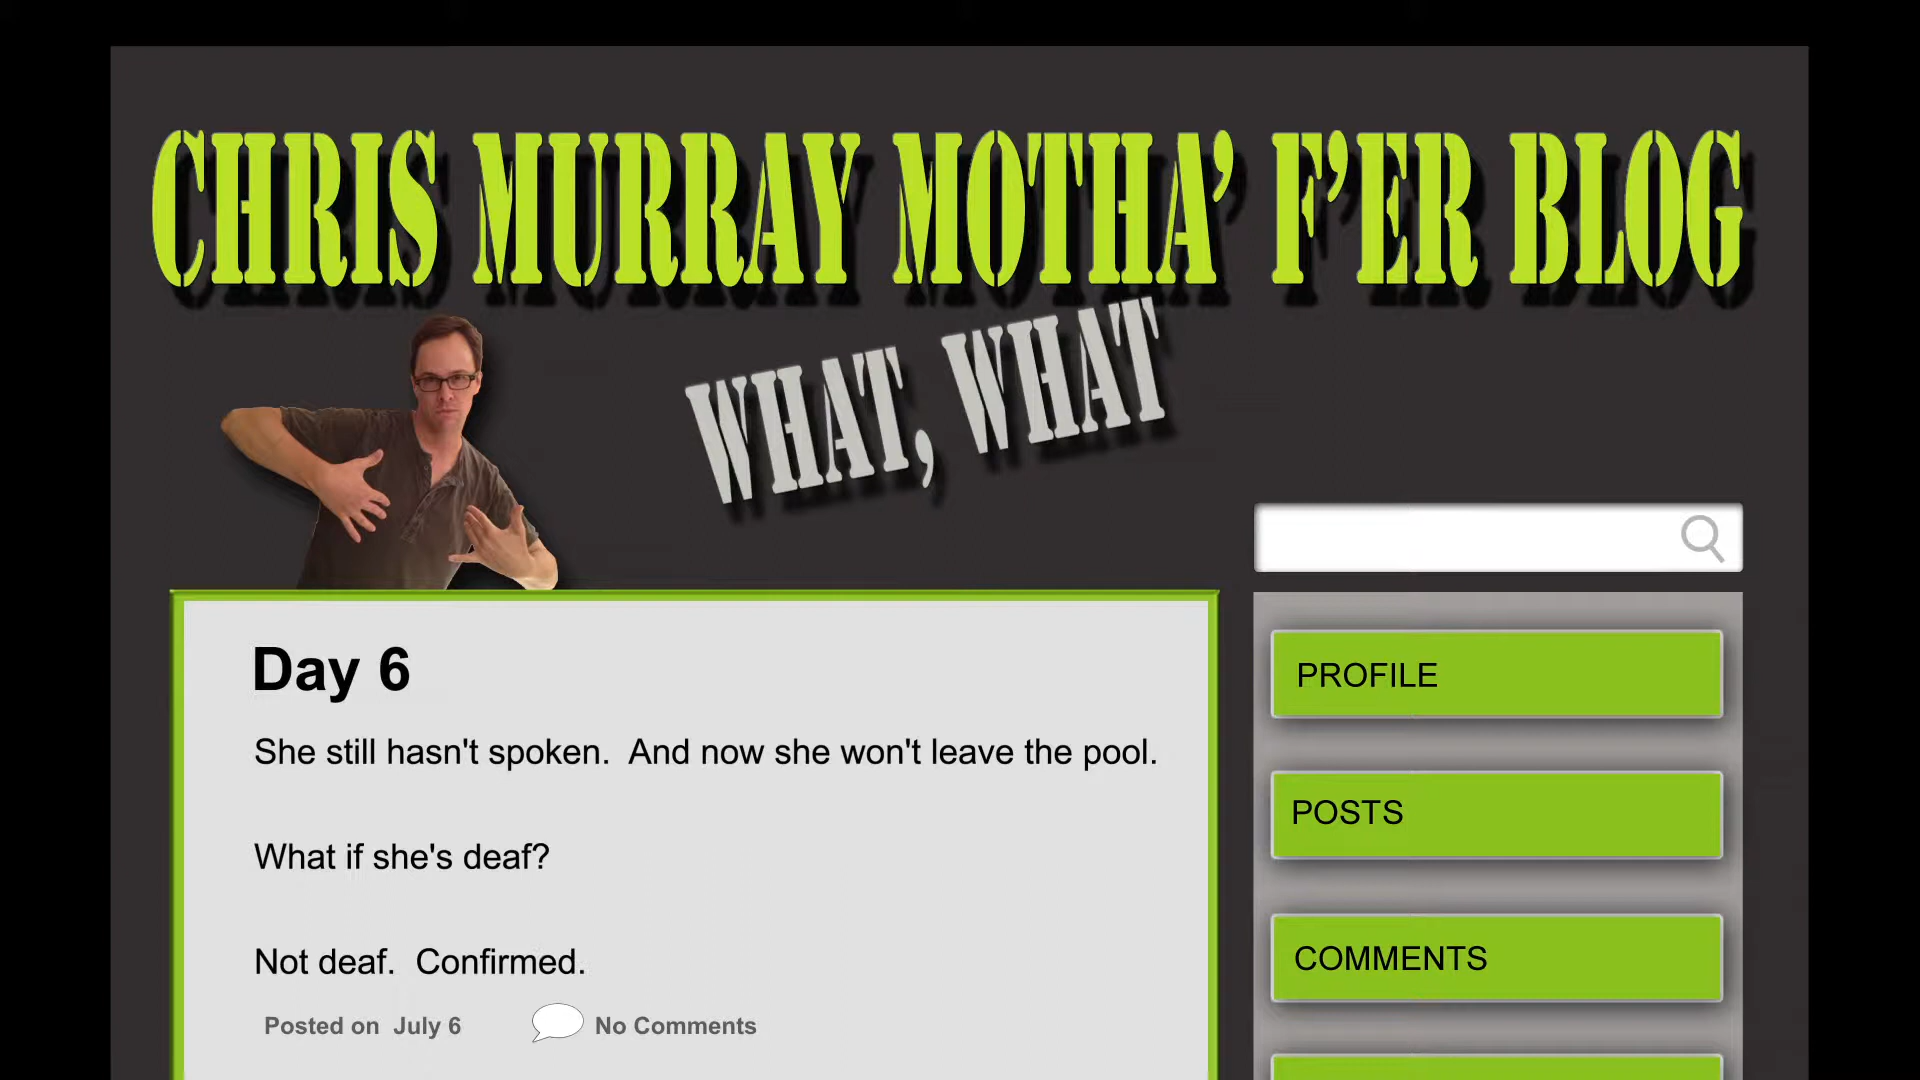 CHRIS MURRAY MOTHA' F'ER BLOG
WHAT, WHAT
Day 6
She still hasn't spoken.  And now she won't leave the pool.
What if she's deaf?
Not deaf.  Confirmed.
Posted on  July 6
No Comments
PROFILE
POSTS
COMMENTS